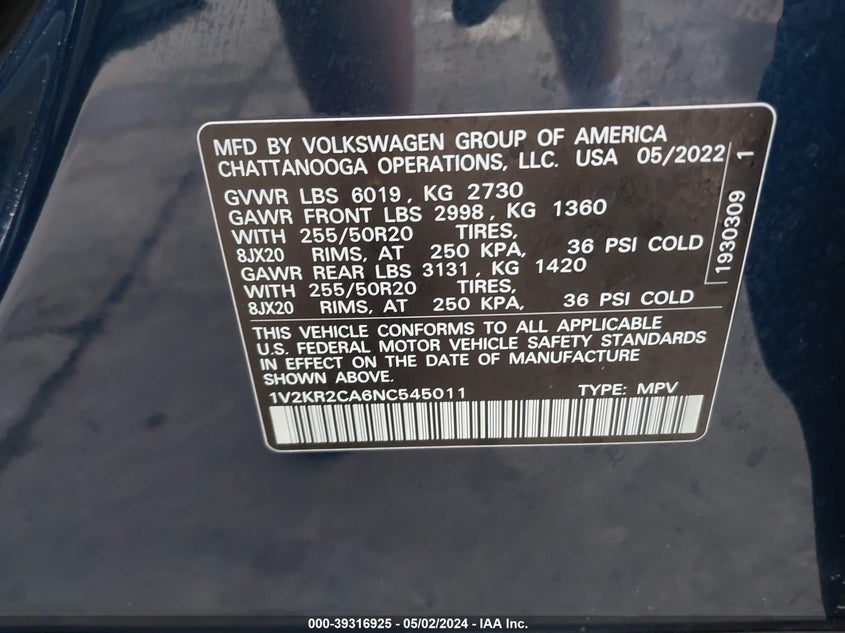 MFD BY VOLKSWAGEN GROUP OF AMERICA
CHATTANOOGA OPERATIONS, LLC. USA 05/2022
GVWR LBS 6019, KG 2730
GAWR FRONT LBS 2998, KG 1360
WITH 255/50R20 TIRES,
8JX20 RIMS, AT 250 KPA, 36 PSI COLD
GAWR REAR LBS 3131, KG 1420
WITH 255/50R20 TIRES,
8JX20 RIMS, AT 250 KPA, 36 PSI COLD
THIS VEHICLE CONFORMS TO ALL APPLICABLE
U.S. FEDERAL MOTOR VEHICLE SAFETY STANDARDS
IN EFFECT ON THE DATE OF MANUFACTURE
SHOWN ABOVE.
1V2KR2CA6NC545011 TYPE: MPV
1930309 1
000-39316925 / 05/02/2024 - IAA Inc.